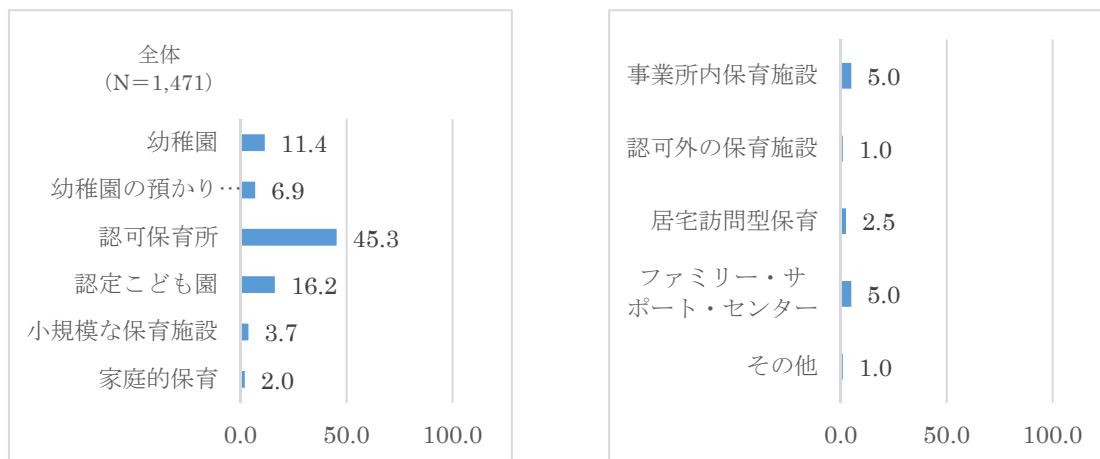 全体
（N＝1,471）
幼稚園
11.4
幼稚園の預かり…
6.9
認可保育所
45.3
認定こども園
16.2
小規模な保育施設
3.7
家庭的保育
2.0
0.0
50.0
100.0
事業所内保育施設
5.0
認可外の保育施設
1.0
居宅訪問型保育
2.5
ファミリー・サ
ポート・センター
5.0
その他
1.0
0.0
50.0
100.0